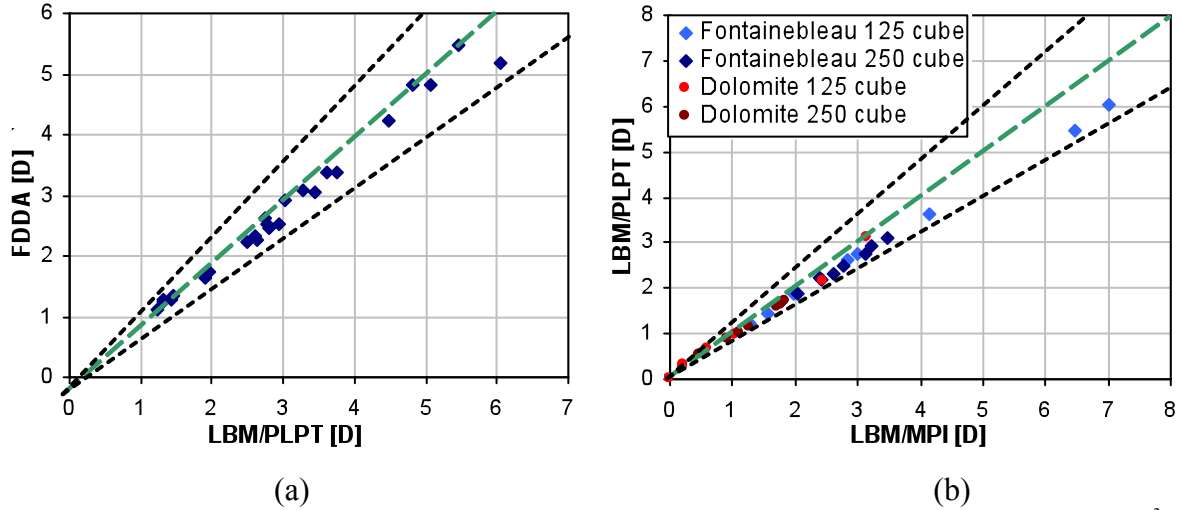 6
5
4
3
2
1
0
FDDA [D]
0 1 2 3 4 5 6 7
LBM/PLPT [D]
(a)
8
7
6
5
4
3
2
1
0
LBM/PLPT [D]
Fontainebleau 125 cube
Fontainebleau 250 cube
Dolomite 125 cube
Dolomite 250 cube
0 1 2 3 4 5 6 7 8
LBM/MPI [D]
(b)